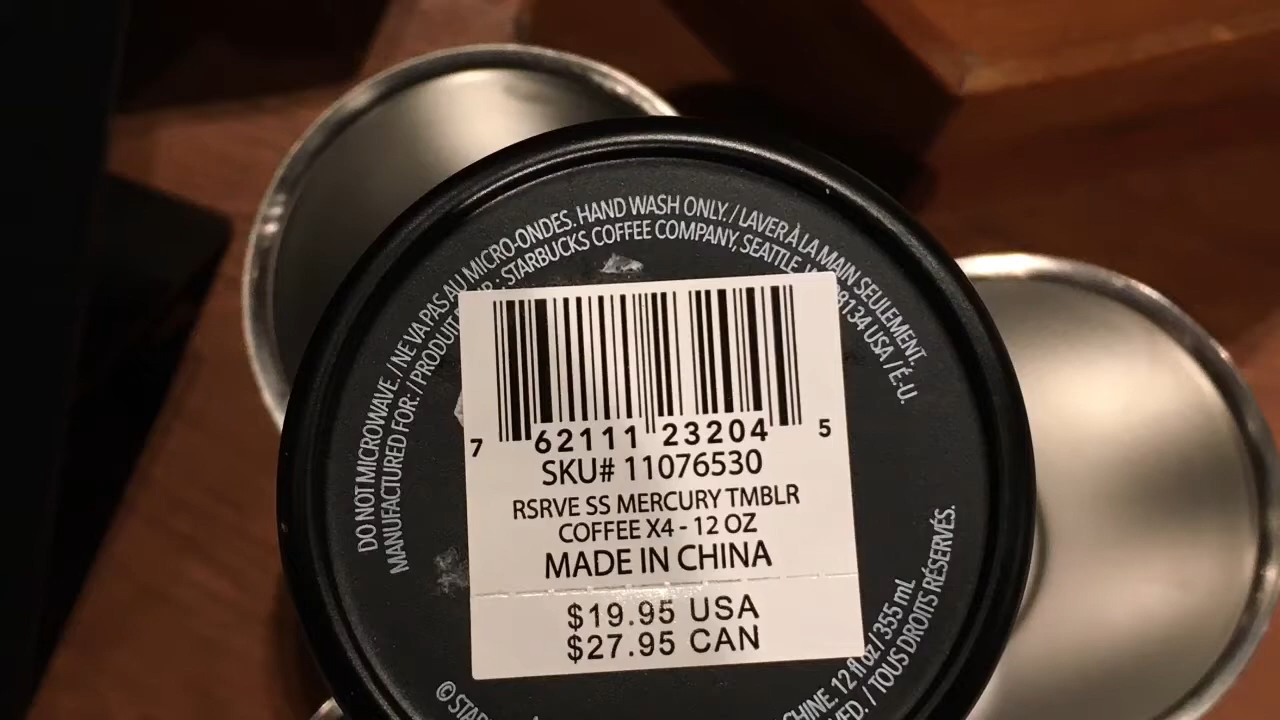 DO NOT MICROWAVE. / NE VA PAS AU MICRO-ONDES. HAND WASH ONLY. / LAVER À LA MAIN SEULEMENT.
MANUFACTURED FOR: / PRODUIT : STARBUCKS COFFEE COMPANY, SEATTLE, 98134 USA / É.-U.
7 62111 23204 5
SKU# 11076530
RSRVE SS MERCURY TMBLR
COFFEE X4 - 12 OZ
MADE IN CHINA
$19.95 USA
$27.95 CAN
12 fl oz / 355 mL
/ TOUS DROITS RÉSERVÉS.
©